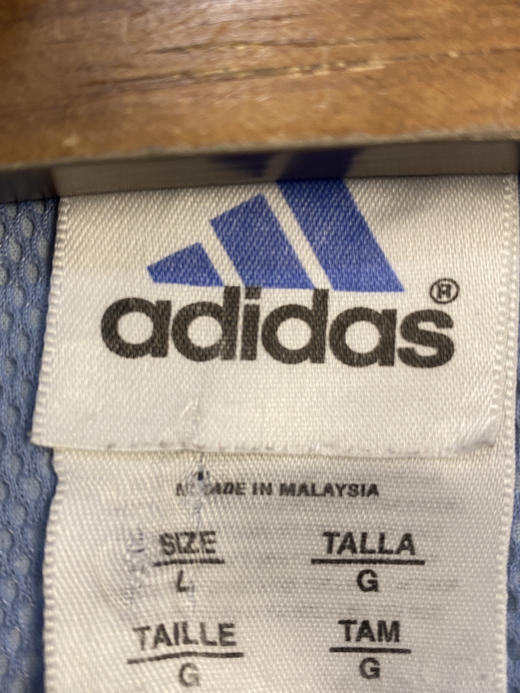 adidas®
MADE IN MALAYSIA
SIZE TALLA
L G
TAILLE TAM
G G